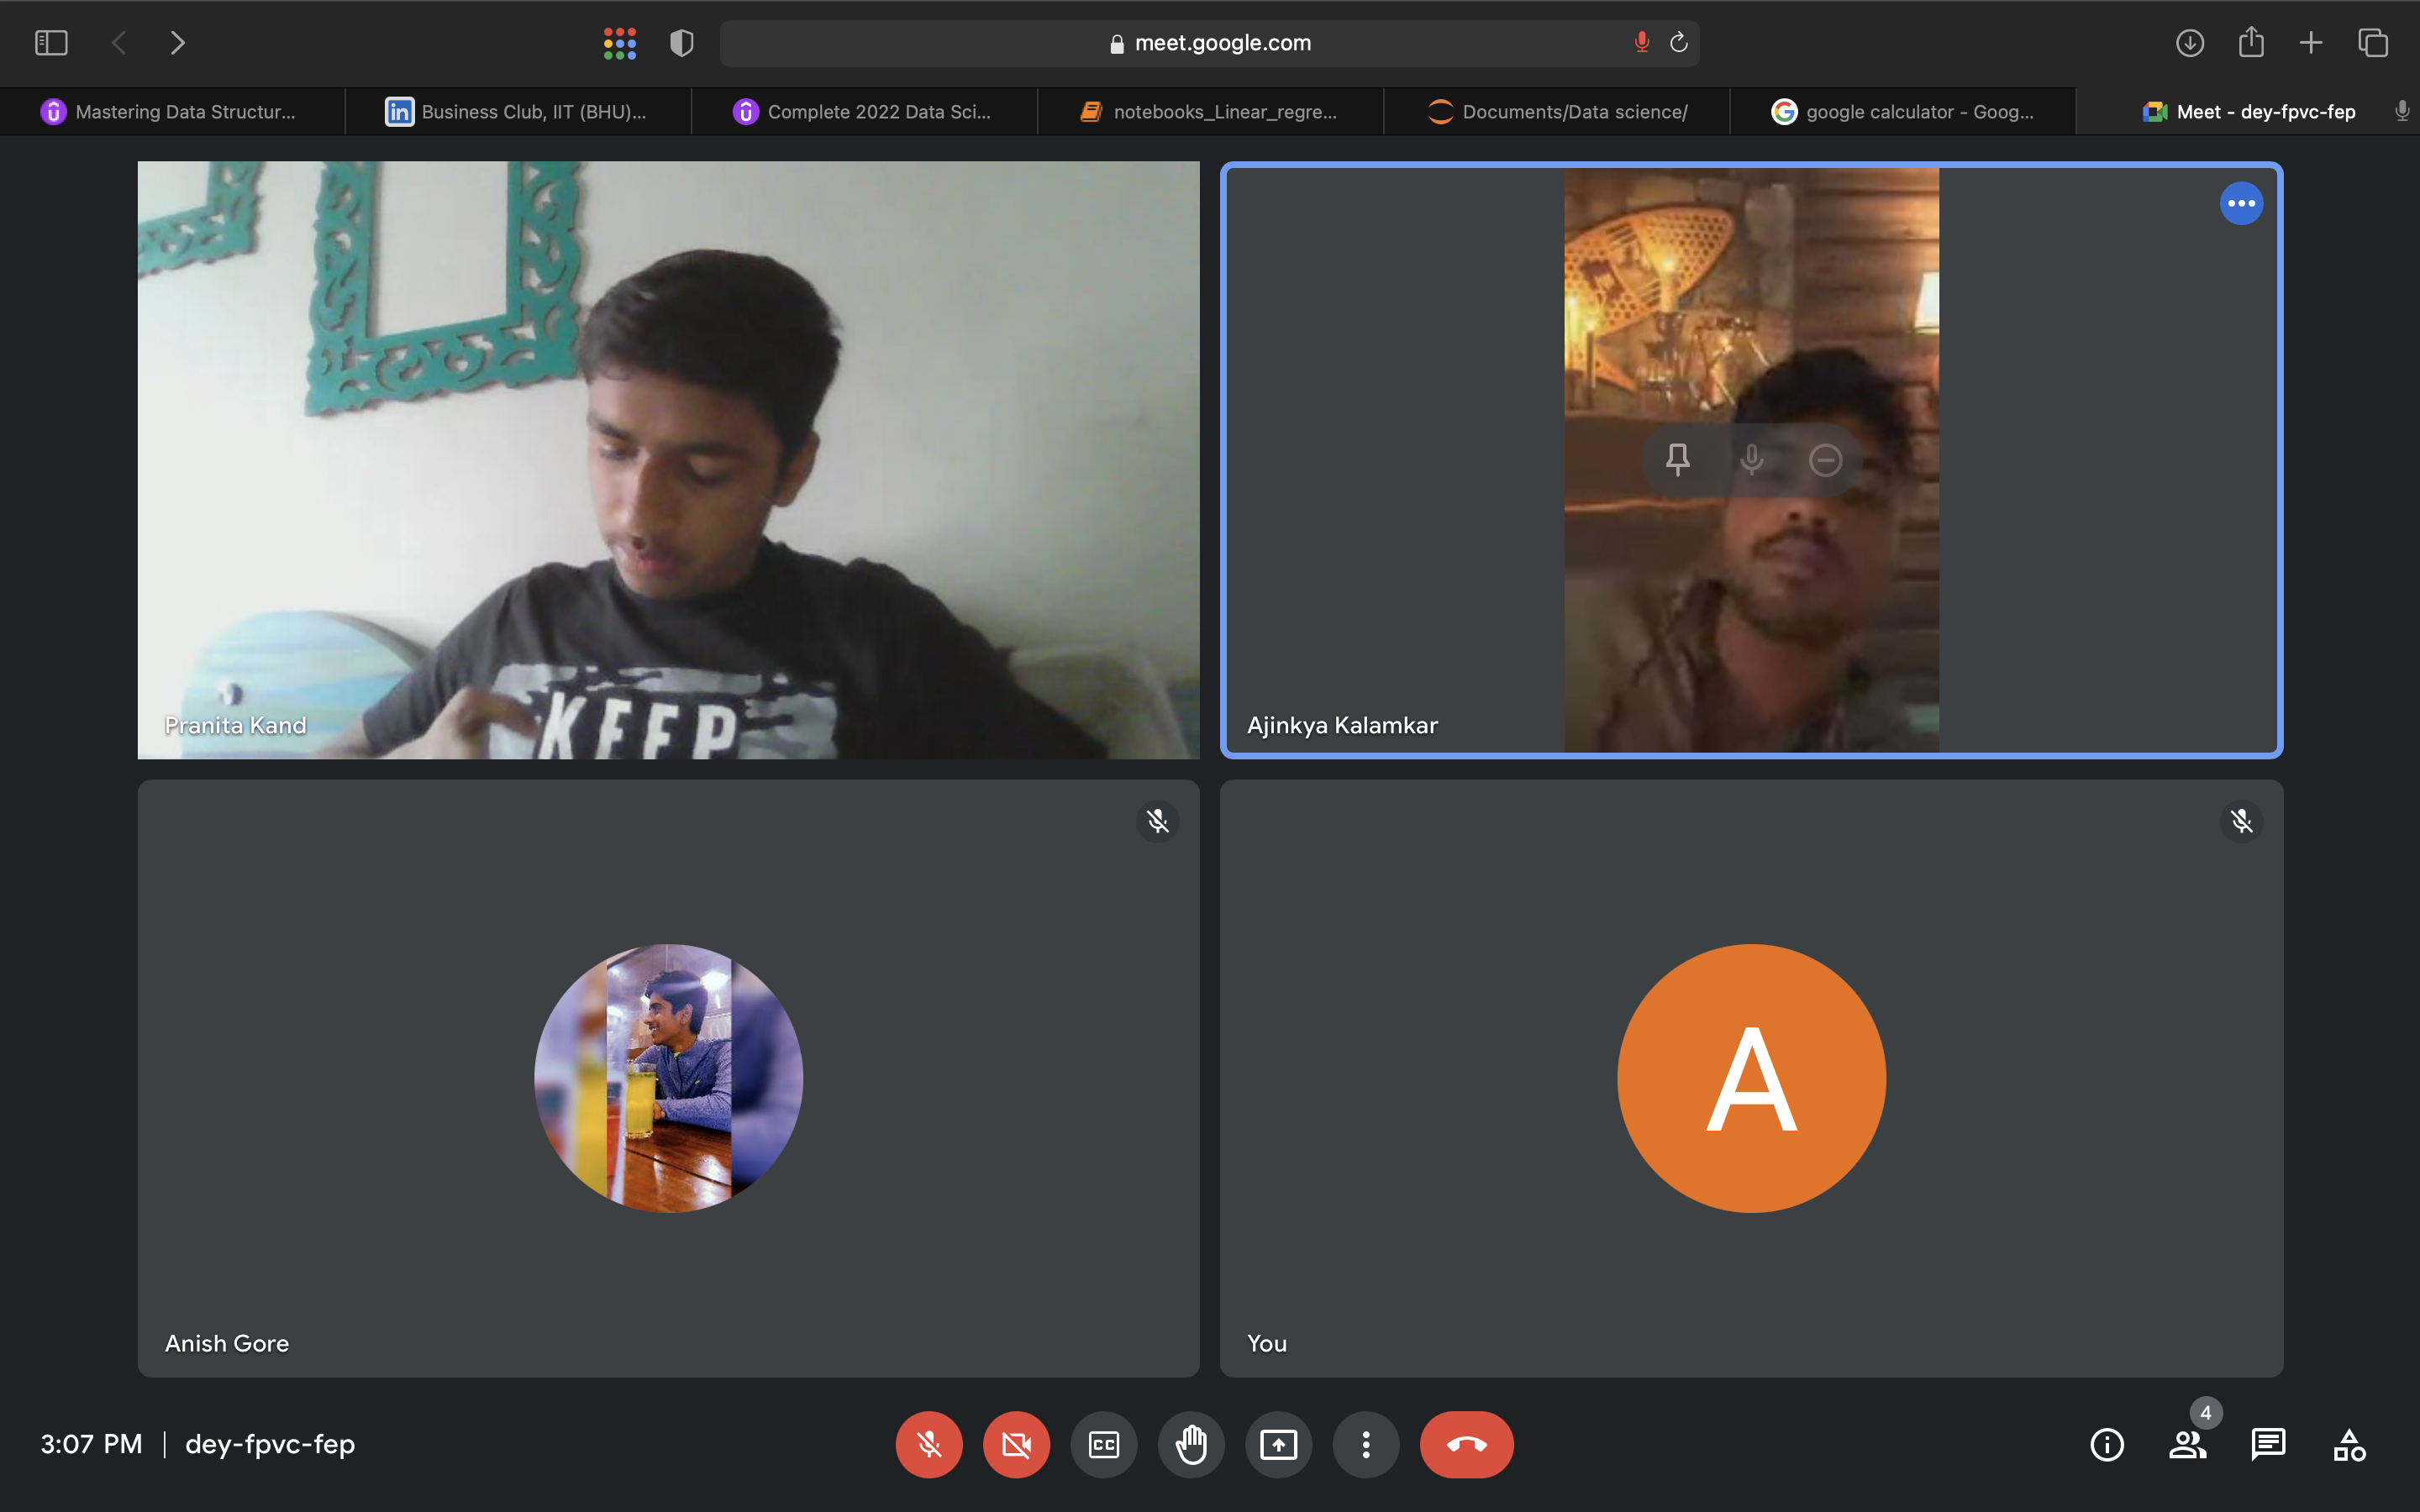 meet.google.com
Mastering Data Structur...
Business Club, IIT (BHU)...
Complete 2022 Data Sci...
notebooks_Linear_regre...
Documents/Data science/
google calculator - Goog...
Meet - dey-fpvc-fep
KEEP
Pranita Kand
Ajinkya Kalamkar
A
Anish Gore
You
4
3:07 PM | dey-fpvc-fep
CC